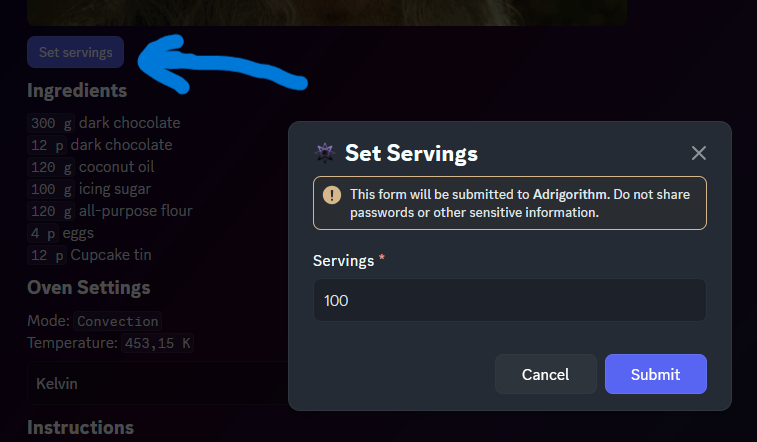 Set servings
Ingredients
300 g dark chocolate
12 p dark chocolate
120 g coconut oil
100 g icing sugar
120 g all-purpose flour
4 p eggs
12 p Cupcake tin
Oven Settings
Mode: Convection
Temperature: 453,15 K
Kelvin
Instructions
Set Servings
This form will be submitted to Adrigorithm. Do not share
passwords or other sensitive information.
Servings *
100
Cancel
Submit